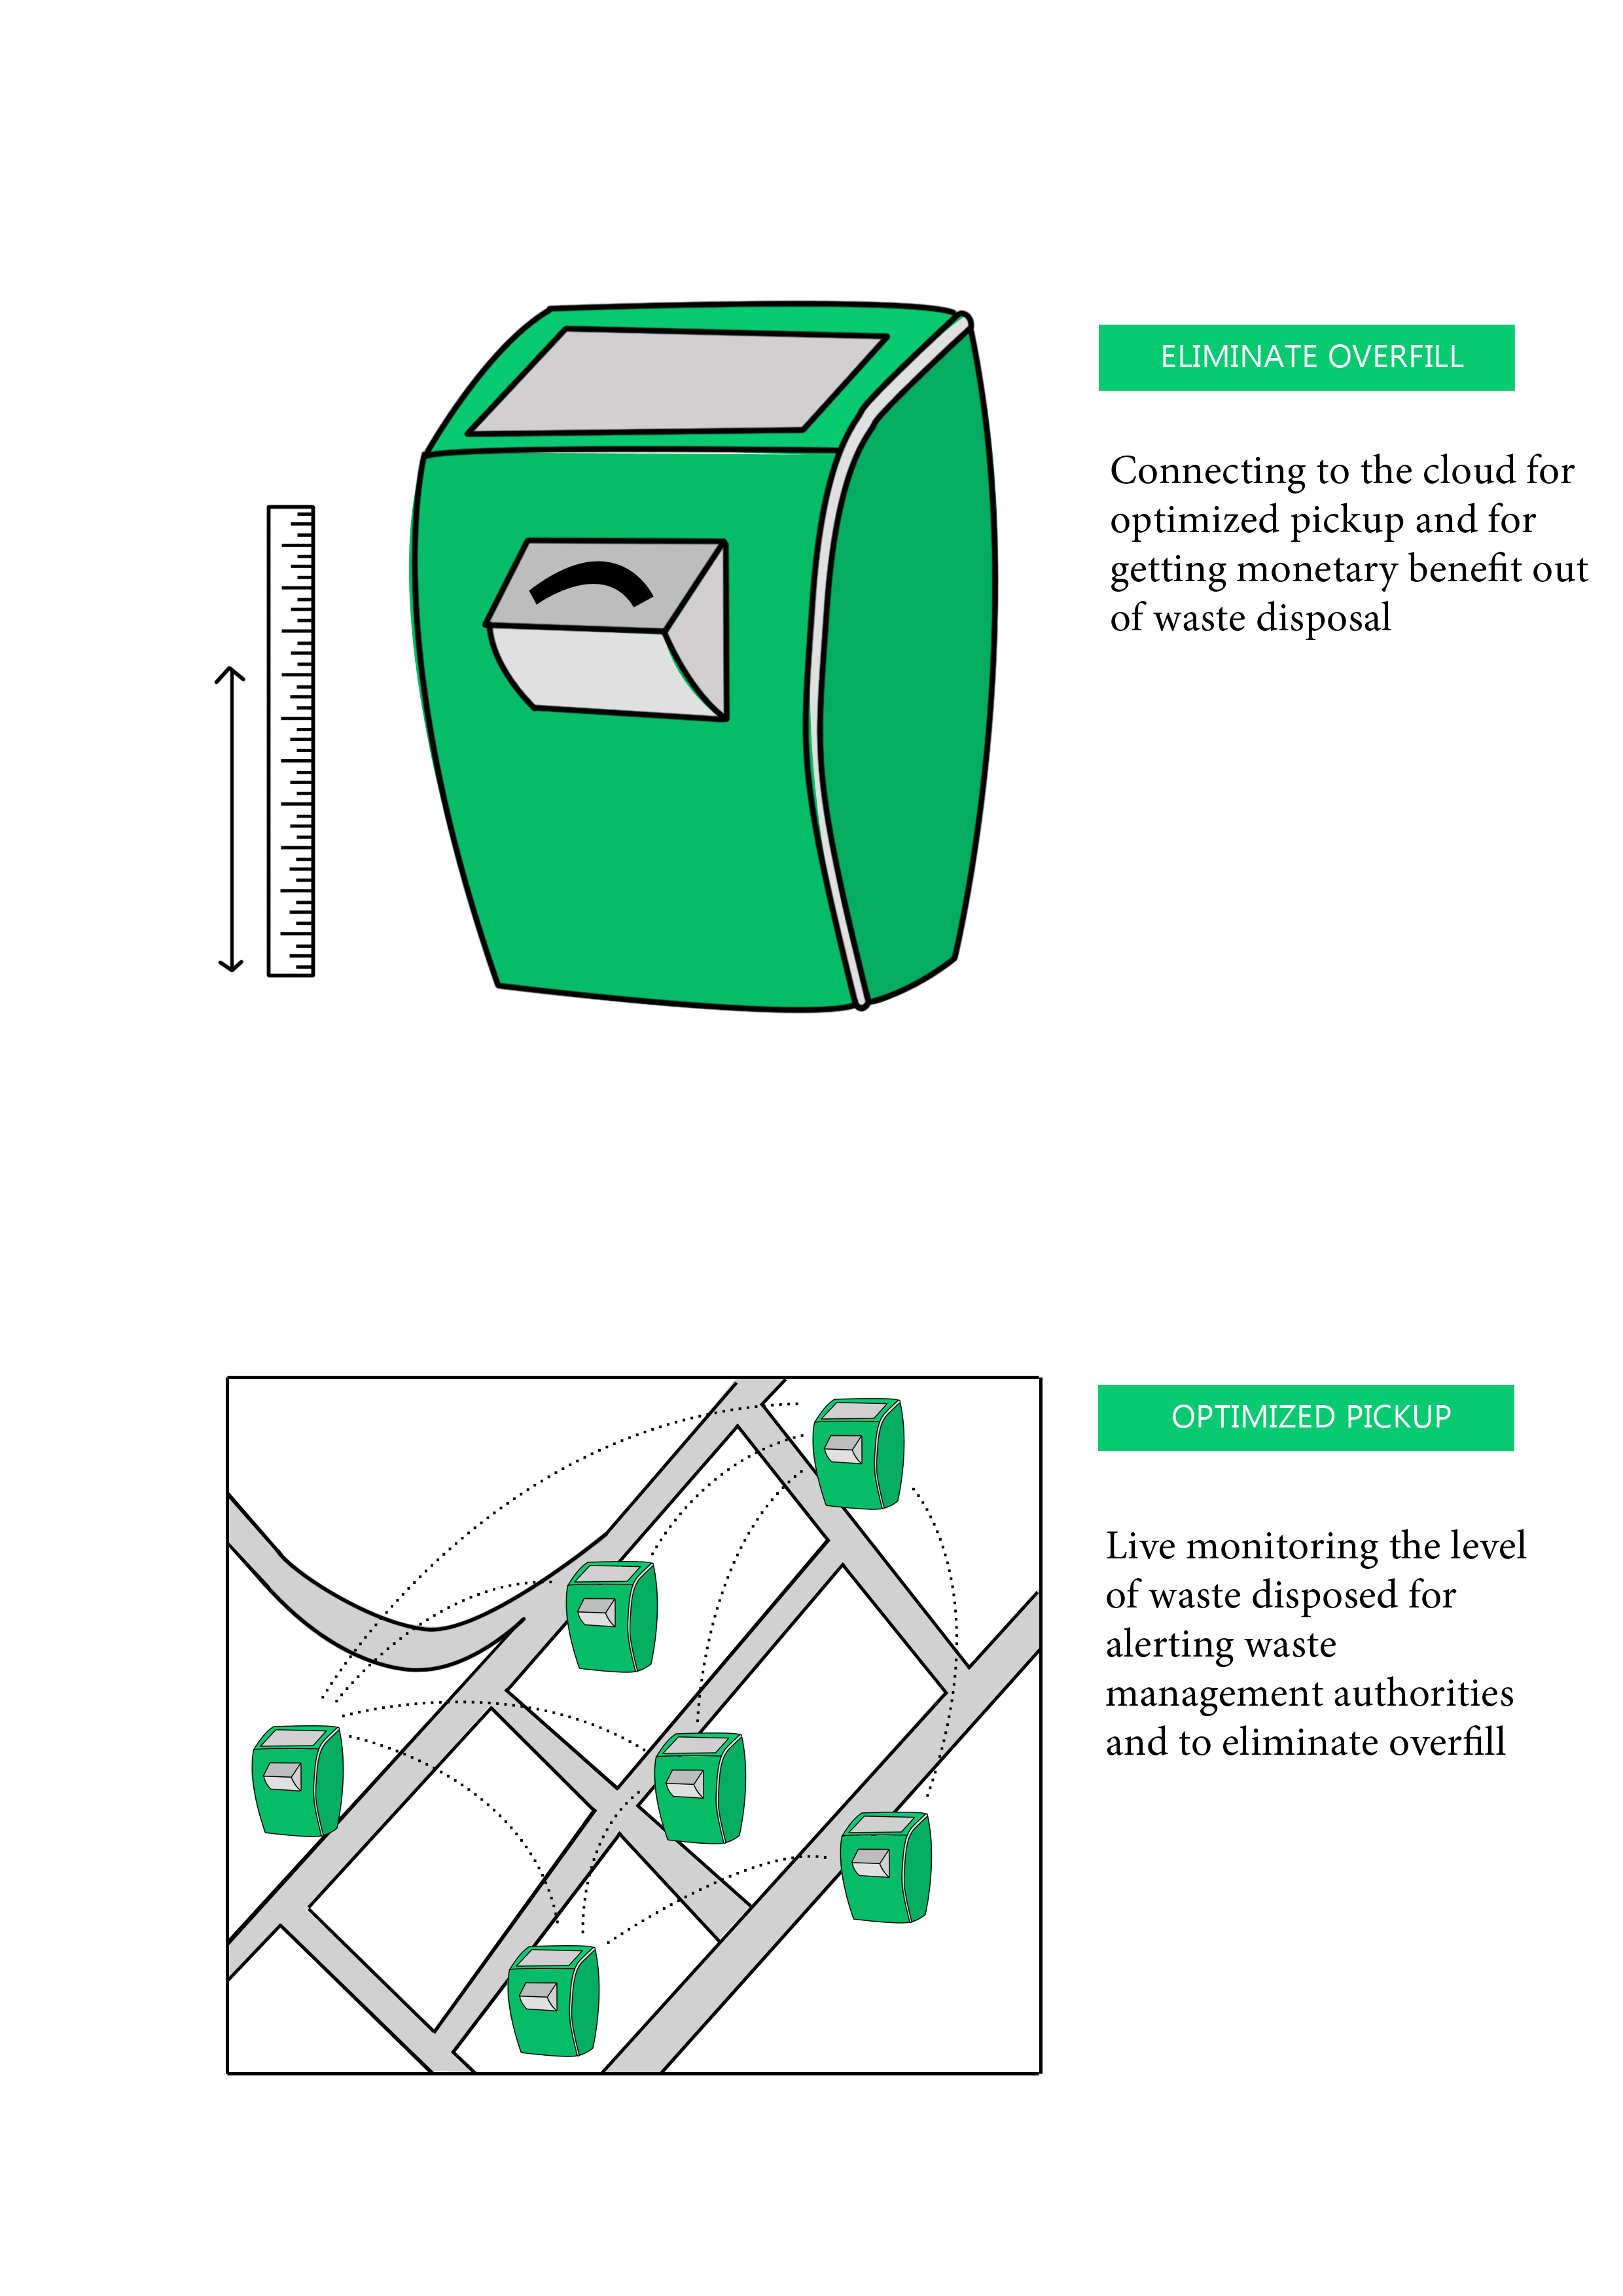 ELIMINATE OVERFILL
Connecting to the cloud for
optimized pickup and for
getting monetary benefit out
of waste disposal
OPTIMIZED PICKUP
Live monitoring the level
of waste disposed for
alerting waste
management authorities
and to eliminate overfill